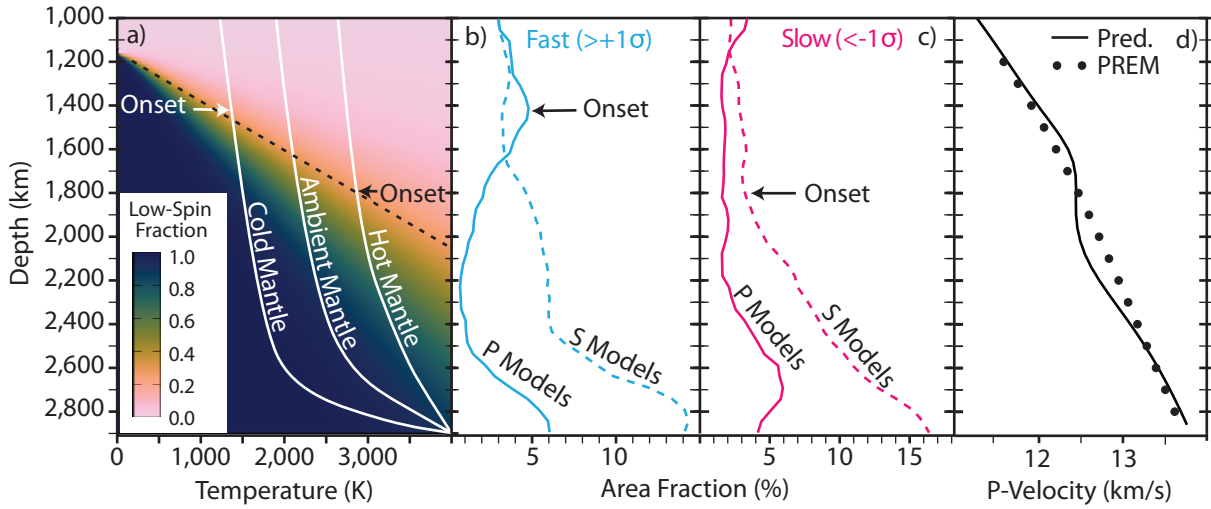 a)
b)
Fast (>+1σ)
Slow (<-1σ)
c)
d)
Pred.
PREM
1,000
1,200
1,400
1,600
1,800
2,000
2,200
2,400
2,600
2,800
Depth (km)
Onset
Onset
Onset
Onset
Low-Spin
Fraction
1.0
0.8
0.6
0.4
0.2
0.0
Cold Mantle
Ambient Mantle
Hot Mantle
P Models
S Models
P Models
S Models
0
1,000
2,000
3,000
5
10
5
10
15
12
13
Temperature (K)
Area Fraction (%)
P-Velocity (km/s)